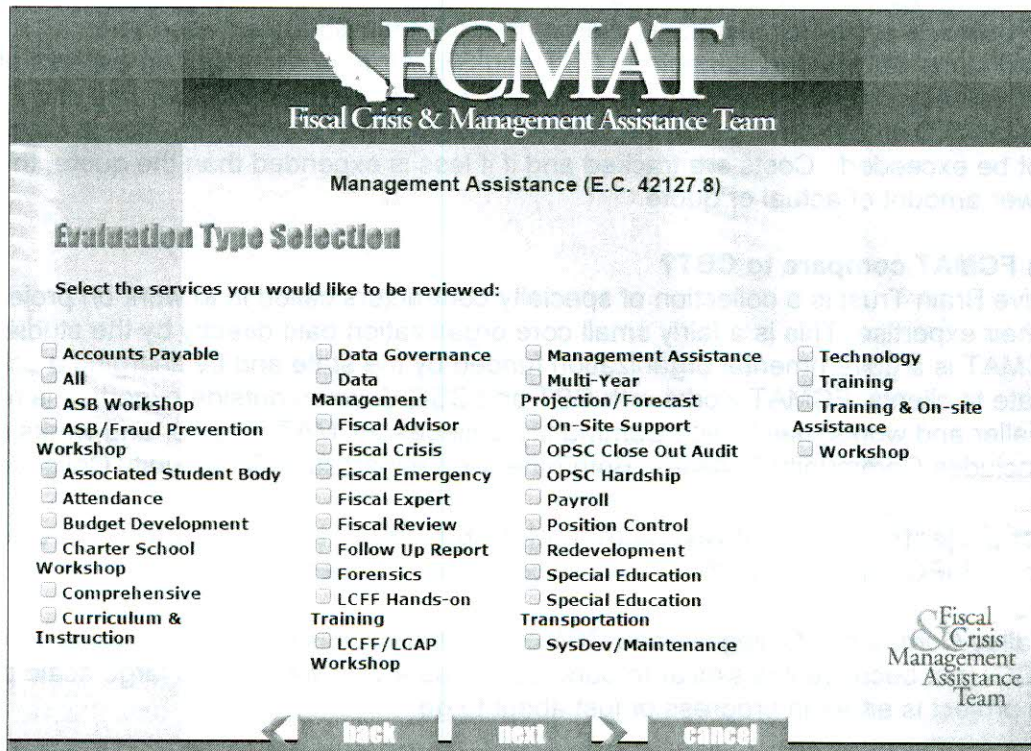 FCMAT
Fiscal Crisis & Management Assistance Team
Management Assistance (E.C. 42127.8)
Evaluation Type Selection
Select the services you would like to be reviewed:
Accounts Payable
All
ASB Workshop
ASB/Fraud Prevention
Workshop
Associated Student Body
Attendance
Budget Development
Charter School
Workshop
Comprehensive
Curriculum &
Instruction
Data Governance
Data
Management
Fiscal Advisor
Fiscal Crisis
Fiscal Emergency
Fiscal Expert
Fiscal Review
Follow Up Report
Forensics
LCFF Hands-on
Training
LCFF/LCAP
Workshop
Management Assistance
Multi-Year
Projection/Forecast
On-Site Support
OPSC Close Out Audit
OPSC Hardship
Payroll
Position Control
Redevelopment
Special Education
Special Education
Transportation
SysDev/Maintenance
Technology
Training
Training & On-site
Assistance
Workshop
Fiscal
& Crisis
Management
Assistance
Team
back
next
cancel